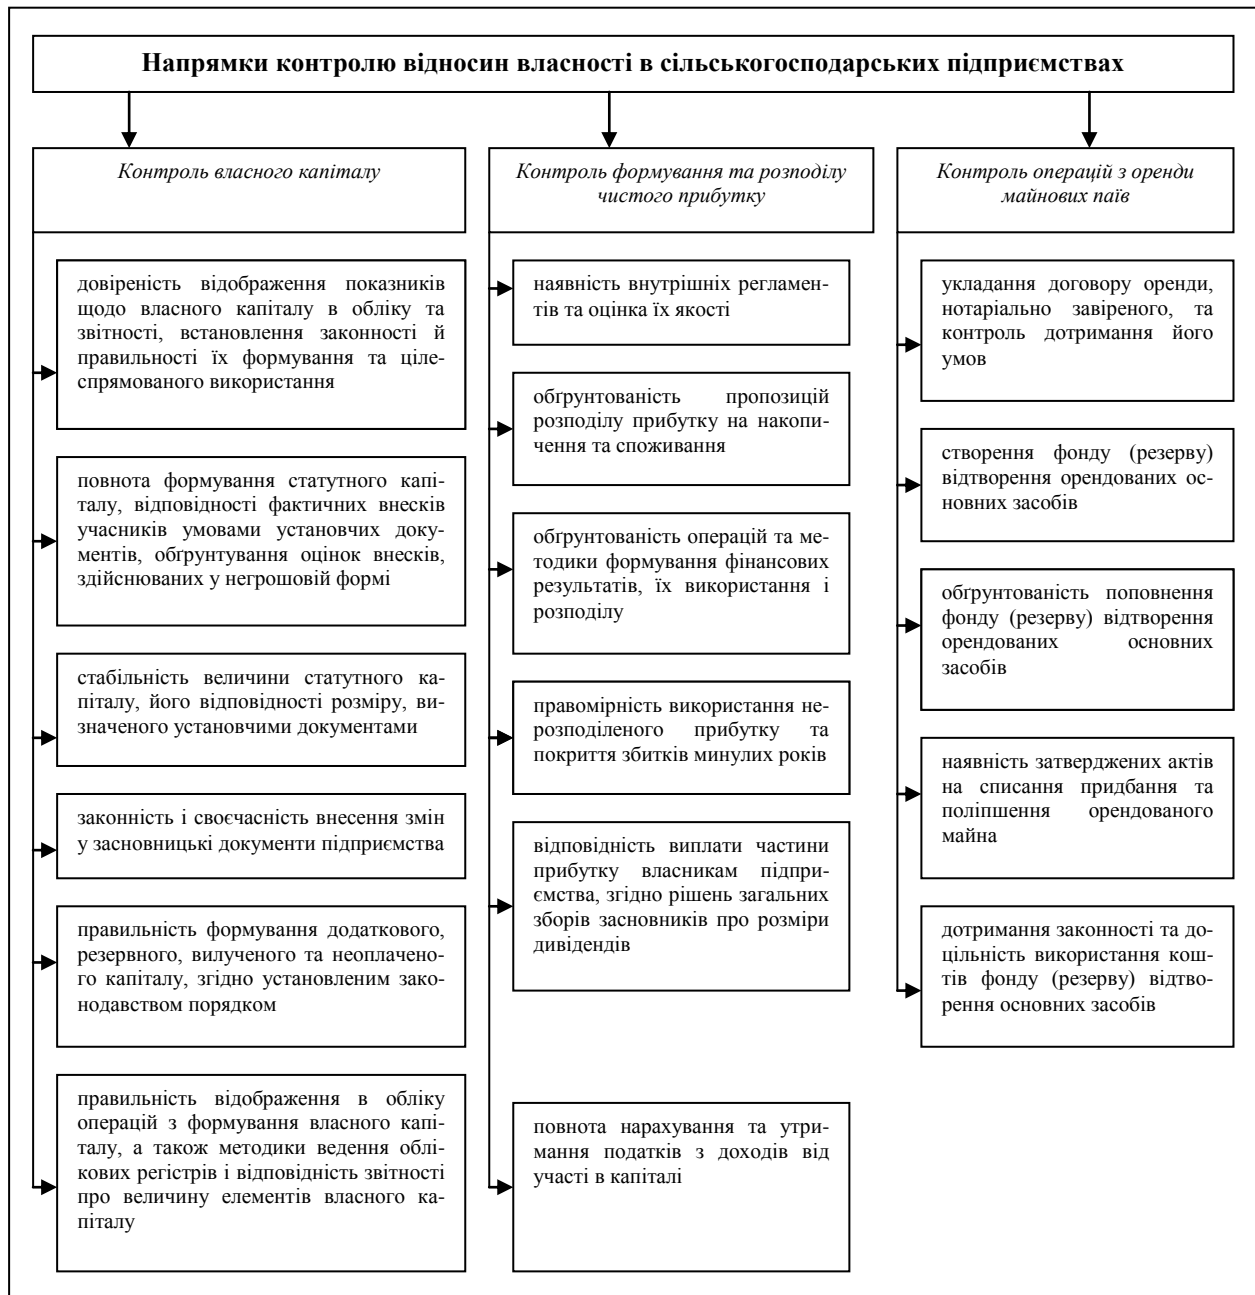 Напрямки контролю відносин власності в сільськогосподарських підприємствах
Контроль власного капіталу
довіреність відображення показників
щодо власного капіталу в обліку та
звітності, встановлення законності й
правильності їх формування та ціле-
спрямованого використання
повнота формування статутного капі-
талу, відповідності фактичних внесків
учасників умовами установчих доку-
ментів, обґрунтування оцінок внесків,
здійснюваних у негрошовій формі
стабільність величини статутного ка-
піталу, його відповідності розміру, ви-
значеного установчими документами
законність і своєчасність внесення змін
у засновницькі документи підприємства
правильність формування додаткового,
резервного, вилученого та неоплачено-
го капіталу, згідно установленим зако-
нодавством порядком
правильність відображення в обліку
операцій з формування власного капі-
талу, а також методики ведення облі-
кових регістрів і відповідність звітності
про величину елементів власного ка-
піталу
Контроль формування та розподілу
чистого прибутку
наявність внутрішніх регламен-
тів та оцінка їх якості
обґрунтованість пропозицій
розподілу прибутку на накопи-
чення та споживання
обґрунтованість операцій та ме-
тодики формування фінансових
результатів, їх використання і
розподілу
правомірність використання не-
розподіленого прибутку та
покриття збитків минулих років
відповідність виплати частини
прибутку власникам підпри-
ємства, згідно рішень загальних
зборів засновників про розміри
дивідендів
повнота нарахування та утри-
мання податків з доходів від
участі в капіталі
Контроль операцій з оренди
майнових паїв
укладання договору оренди,
нотаріально завіреного, та
контроль дотримання його
умов
створення фонду (резерву)
відтворення орендованих ос-
новних засобів
обґрунтованість поповнення
фонду (резерву) відтворення
орендованих основних
засобів
наявність затверджених актів
на списання придбання та
поліпшення орендованого
майна
дотримання законності та до-
цільність використання кош-
тів фонду (резерву) відтво-
рення основних засобів